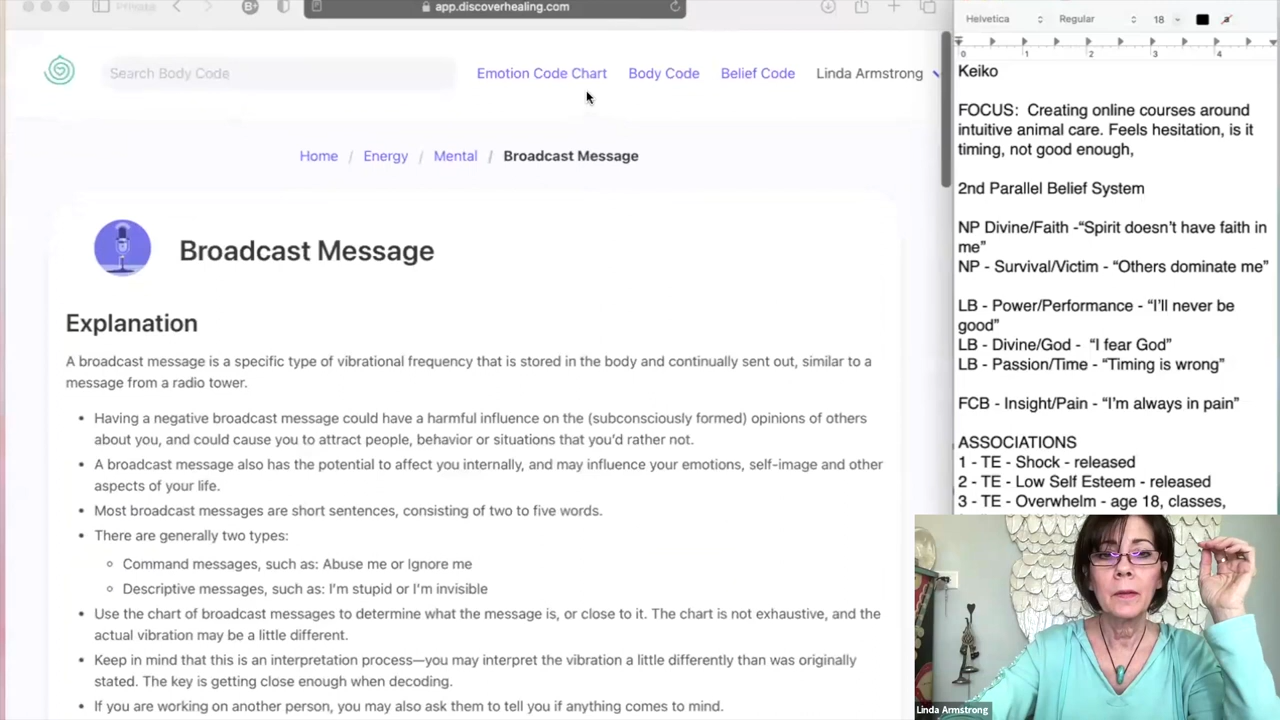 Private
app.discoverhealing.com
Search Body Code
Emotion Code Chart
Body Code
Belief Code
Linda Armstrong
Home / Energy / Mental / Broadcast Message
Broadcast Message
Explanation
A broadcast message is a specific type of vibrational frequency that is stored in the body and continually sent out, similar to a
message from a radio tower.
• Having a negative broadcast message could have a harmful influence on the (subconsciously formed) opinions of others
about you, and could cause you to attract people, behavior or situations that you’d rather not.
• A broadcast message also has the potential to affect you internally, and may influence your emotions, self-image and other
aspects of your life.
• Most broadcast messages are short sentences, consisting of two to five words.
• There are generally two types:
◦ Command messages, such as: Abuse me or Ignore me
◦ Descriptive messages, such as: I’m stupid or I’m invisible
• Use the chart of broadcast messages to determine what the message is, or close to it. The chart is not exhaustive, and the
actual vibration may be a little different.
• Keep in mind that this is an interpretation process—you may interpret the vibration a little differently than was originally
stated. The key is getting close enough when decoding.
• If you are working on another person, you may also ask them to tell you if anything comes to mind.
Helvetica Regular 18 a
0 1 2 3 4
Keiko
FOCUS: Creating online courses around
intuitive animal care. Feels hesitation, is it
timing, not good enough,
2nd Parallel Belief System
NP Divine/Faith -“Spirit doesn’t have faith in
me”
NP - Survival/Victim - “Others dominate me”
LB - Power/Performance - “I’ll never be
good”
LB - Divine/God - “I fear God”
LB - Passion/Time - “Timing is wrong”
FCB - Insight/Pain - “I’m always in pain”
ASSOCIATIONS
1 - TE - Shock - released
2 - TE - Low Self Esteem - released
3 - TE - Overwhelm - age 18, classes,
Linda Armstrong